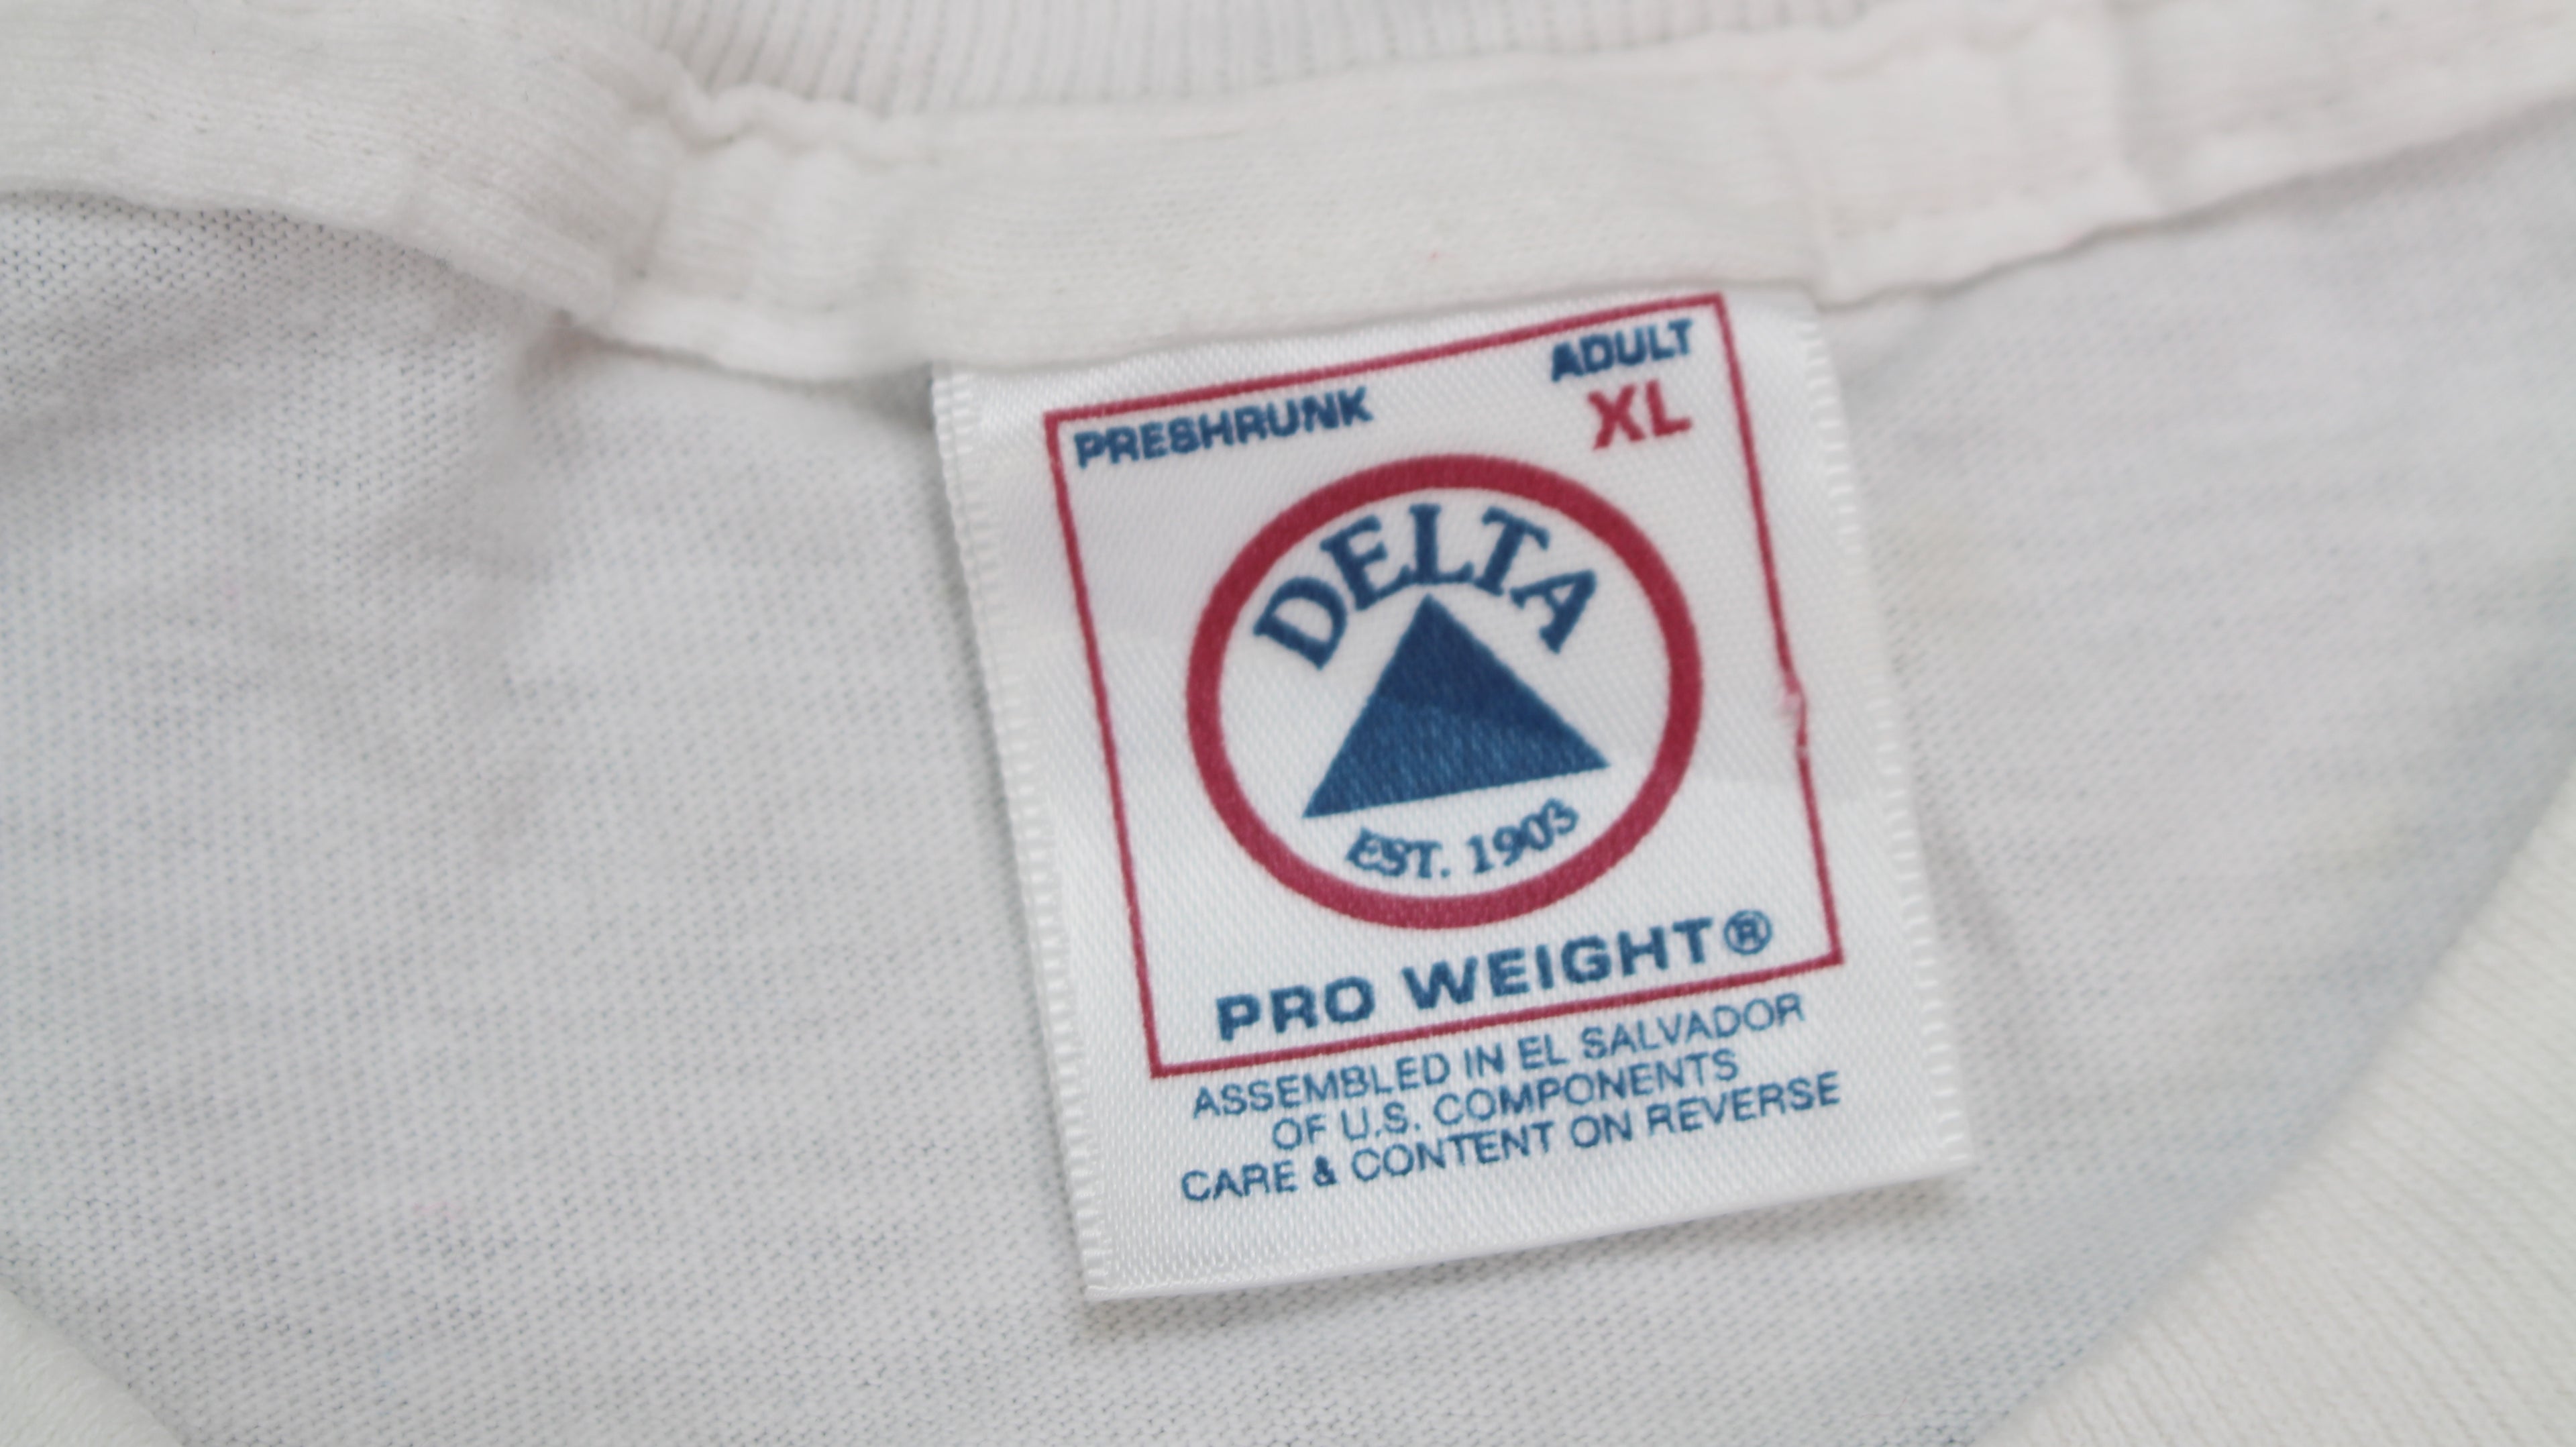 PRESHRUNK
ADULT
XL
DELTA
EST. 1903
PRO WEIGHT®
ASSEMBLED IN EL SALVADOR
OF U.S. COMPONENTS
CARE & CONTENT ON REVERSE